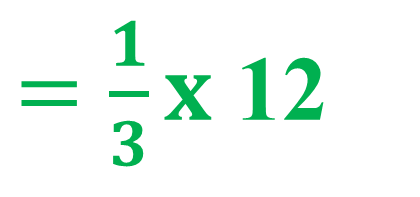 = 1/3 x 12